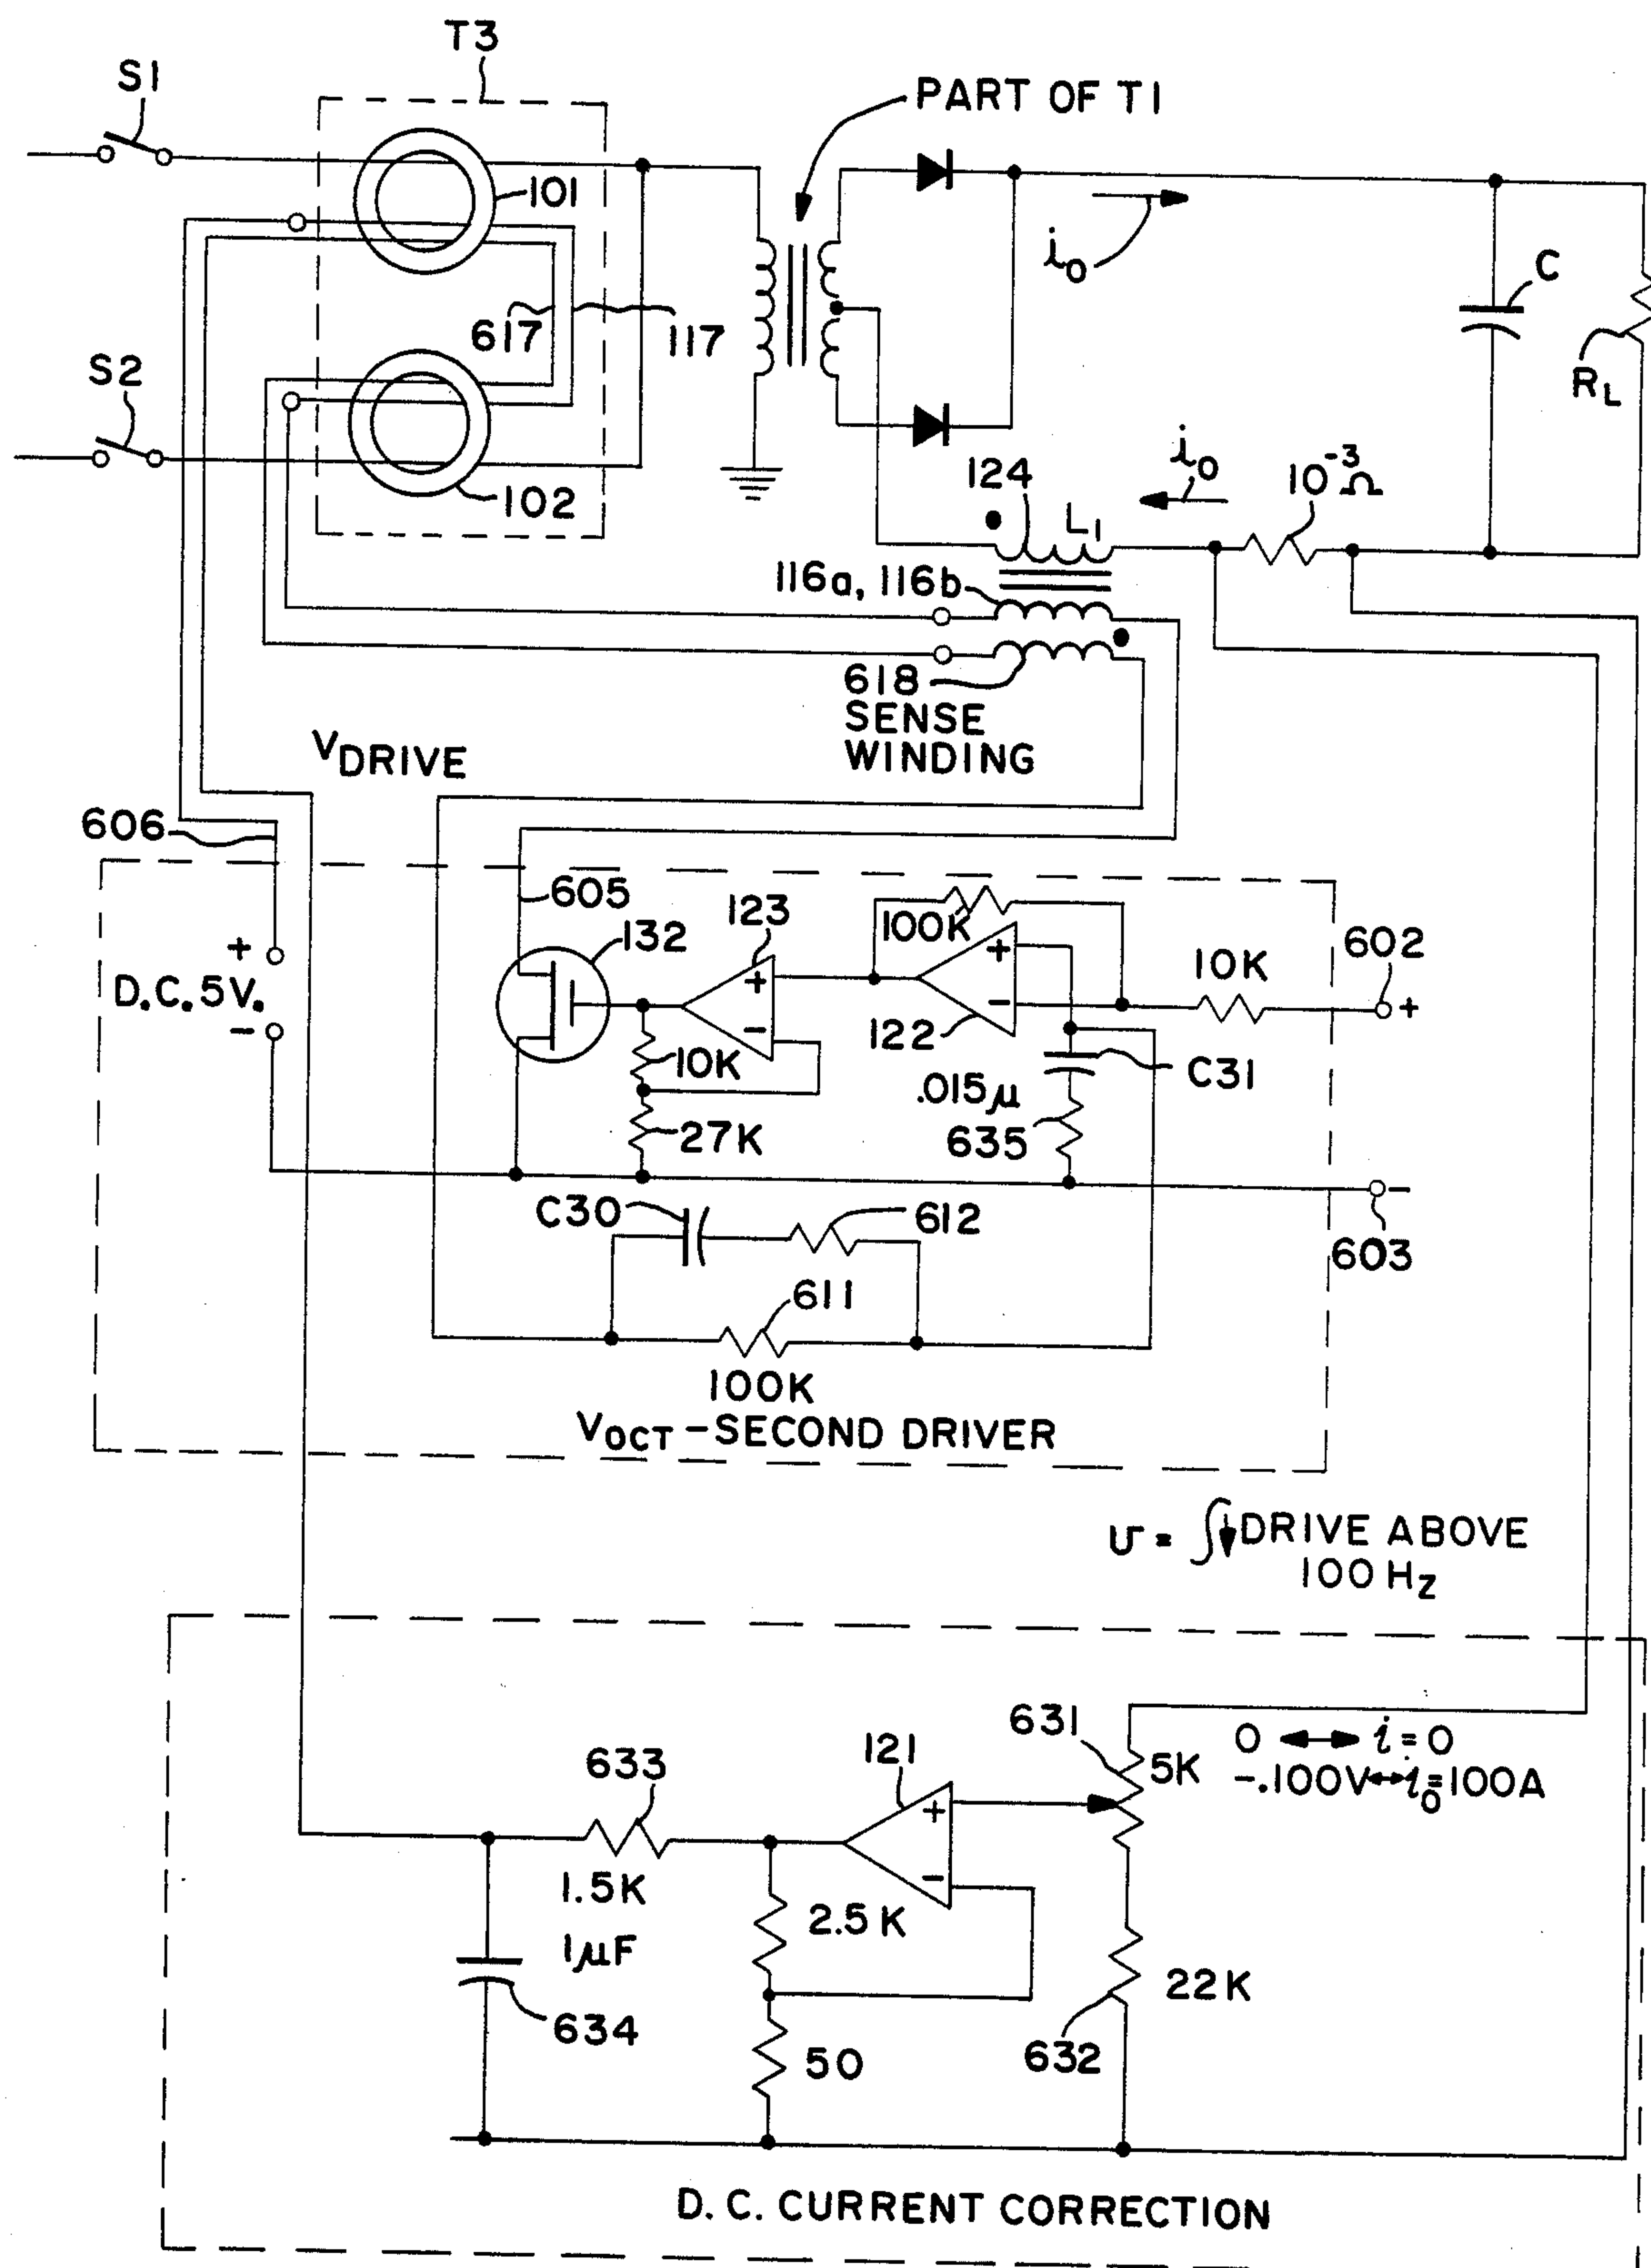 T3
S1
PART OF T1
101
i₀
C
617
117
S2
R_L
102
124
L₁
i₀
10⁻³Ω
116a, 116b
618
SENSE
WINDING
V_DRIVE
606
605
123
100K
132
602
10K
+
D.C. 5V.
-
+
-
+
-
+
122
10K
C31
.015μ
635
27K
C30
612
-
603
611
100K
V_OCT - SECOND DRIVER
υ = ∫ DRIVE ABOVE
100 Hz
631
0 ↔ i = 0
5K
-.100V ↔ i₀ = 100A
633
121
+
-
1.5K
2.5K
1μF
22K
634
632
50
D.C. CURRENT CORRECTION